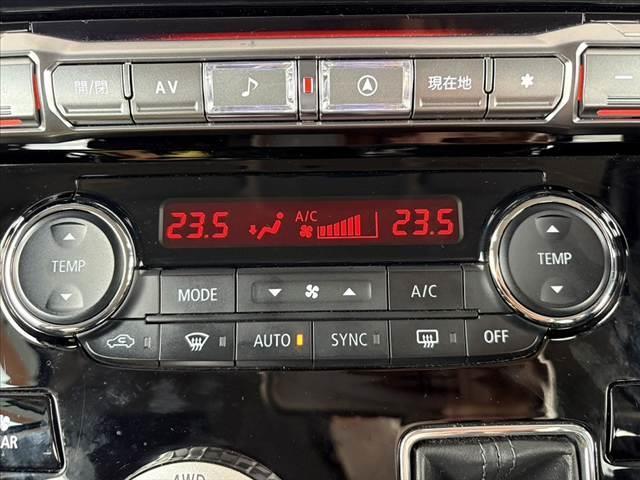 開/閉 AV 現在地
23.5 A/C 23.5
TEMP TEMP
MODE A/C
AUTO SYNC OFF
AWD